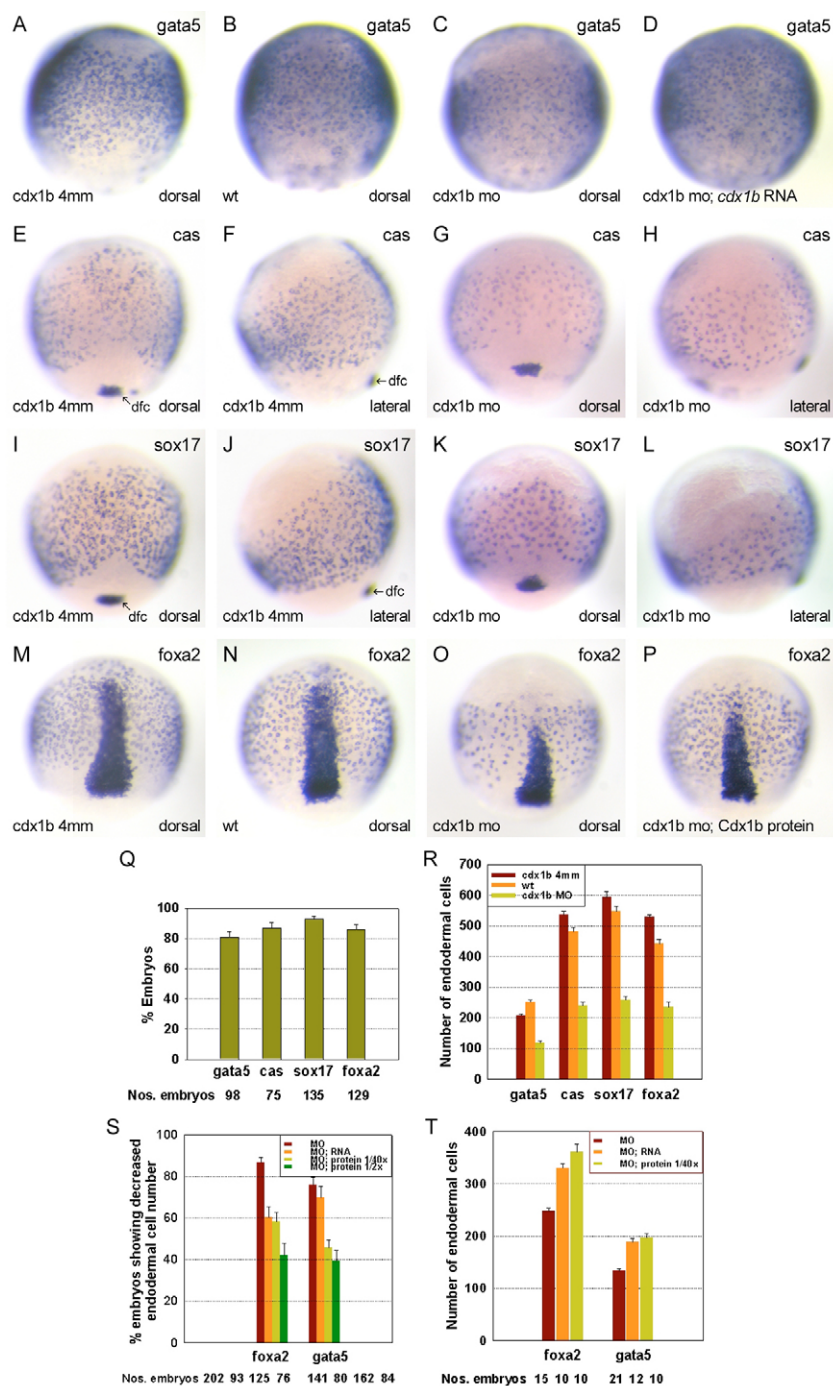 A gata5 B gata5 C gata5 D gata5
cdx1b 4mm dorsal wt dorsal cdx1b mo dorsal cdx1b mo; cdx1b RNA
E cas F cas G cas H cas
dfc dfc
cdx1b 4mm dorsal cdx1b 4mm lateral cdx1b mo dorsal cdx1b mo lateral
I sox17 J sox17 K sox17 L sox17
dfc dfc
cdx1b 4mm dorsal cdx1b 4mm lateral cdx1b mo dorsal cdx1b mo lateral
M foxa2 N foxa2 O foxa2 P foxa2
cdx1b 4mm dorsal wt dorsal cdx1b mo dorsal cdx1b mo; Cdx1b protein
Q
% Embryos
100
80
60
40
20
0
gata5 cas sox17 foxa2
Nos. embryos 98 75 135 129
R
Number of endodermal cells
700
600
500
400
300
200
100
0
cdx1b 4mm
wt
cdx1b MO
gata5 cas sox17 foxa2
S
% embryos showing decreased
endodermal cell number
100
80
60
40
20
0
MO
MO; RNA
MO; protein 1/40x
MO; protein 1/2x
foxa2 gata5
Nos. embryos 202 93 125 76 141 80 162 84
T
Number of endodermal cells
400
300
200
100
0
MO
MO; RNA
MO; protein 1/40x
foxa2 gata5
Nos. embryos 15 10 10 21 12 10